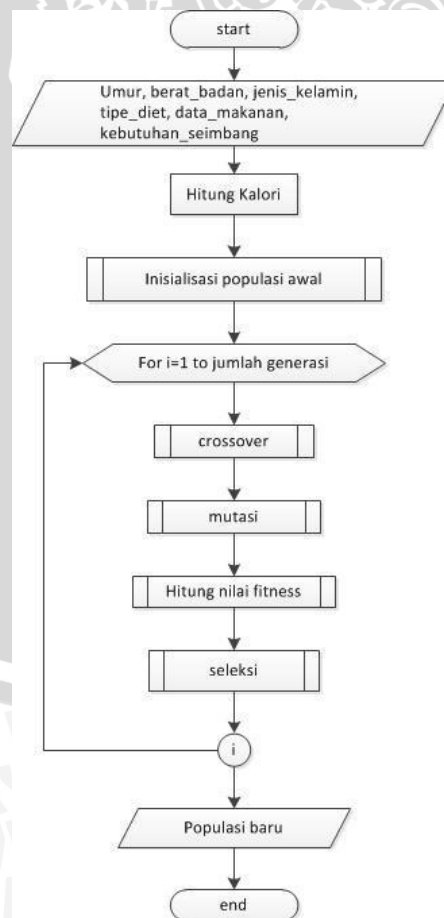 start
Umur, berat_badan, jenis_kelamin,
tipe_diet, data_makanan,
kebutuhan_seimbang
Hitung Kalori
Inisialisasi populasi awal
For i=1 to jumlah generasi
crossover
mutasi
Hitung nilai fitness
seleksi
i
Populasi baru
end